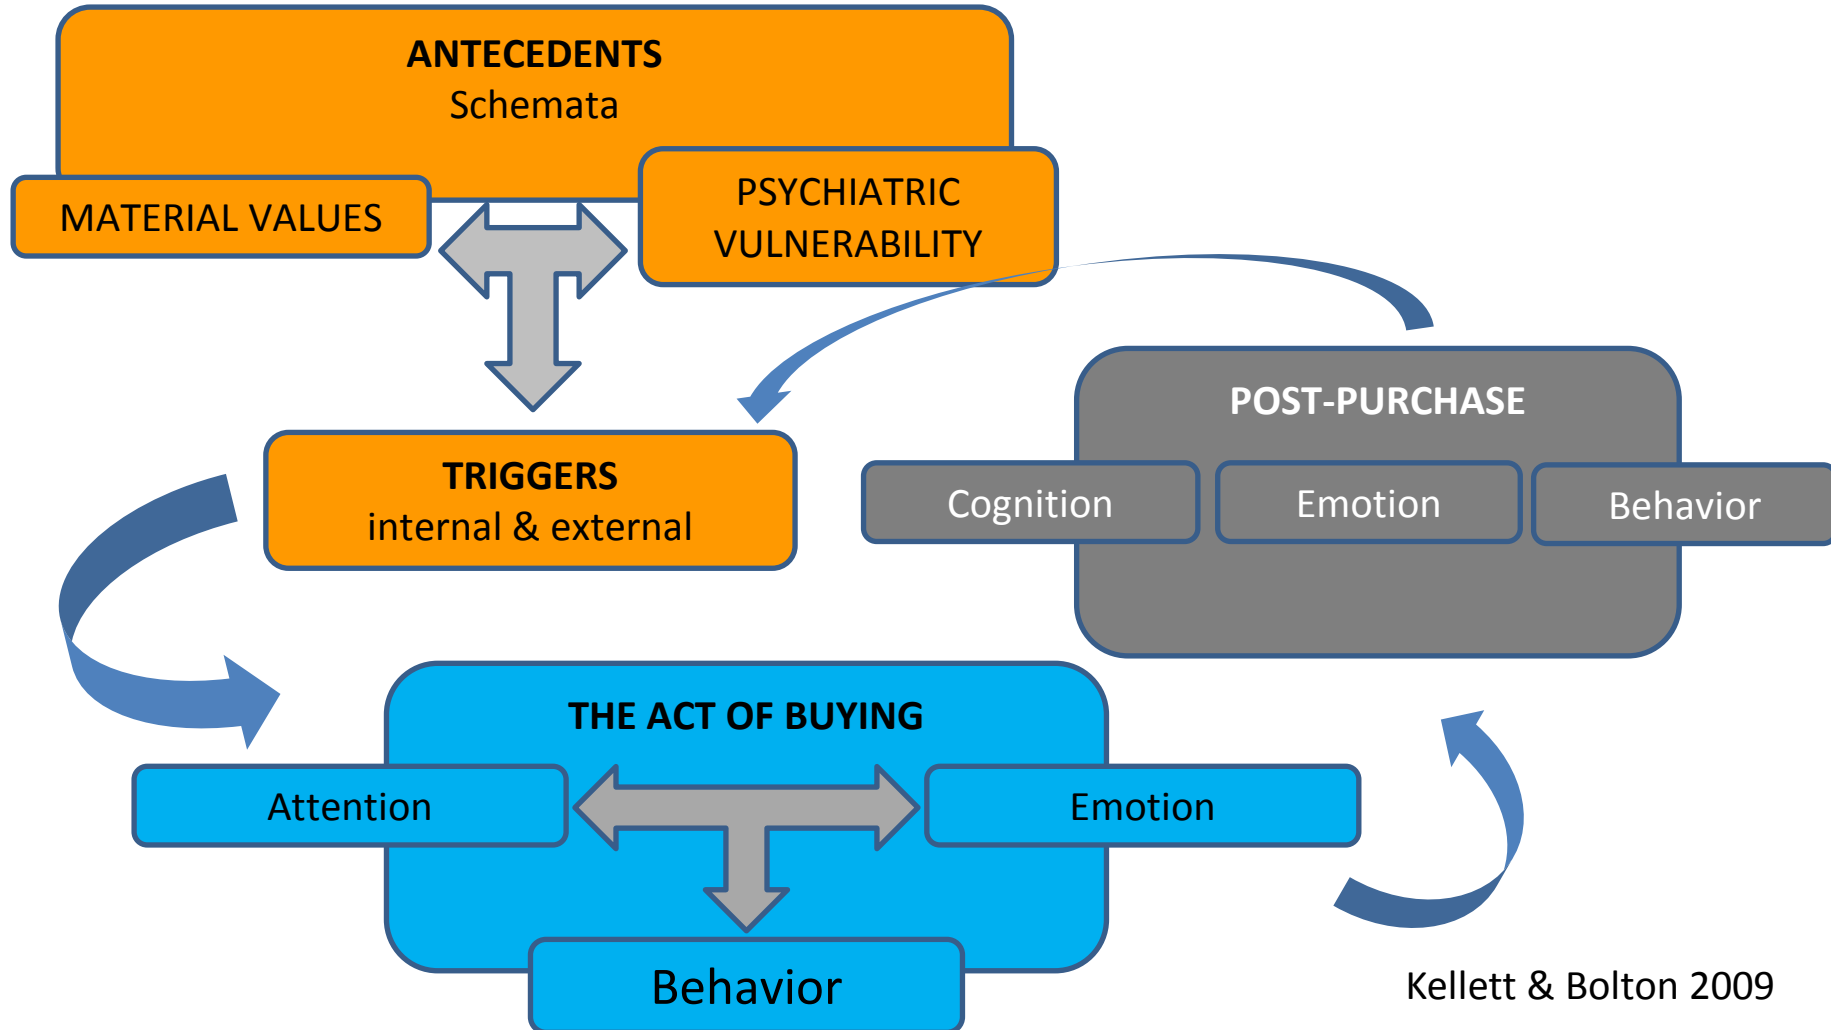 ANTECEDENTS
Schemata
MATERIAL VALUES
PSYCHIATRIC
VULNERABILITY
TRIGGERS
internal & external
POST-PURCHASE
Cognition
Emotion
Behavior
THE ACT OF BUYING
Attention
Emotion
Behavior
Kellett & Bolton 2009